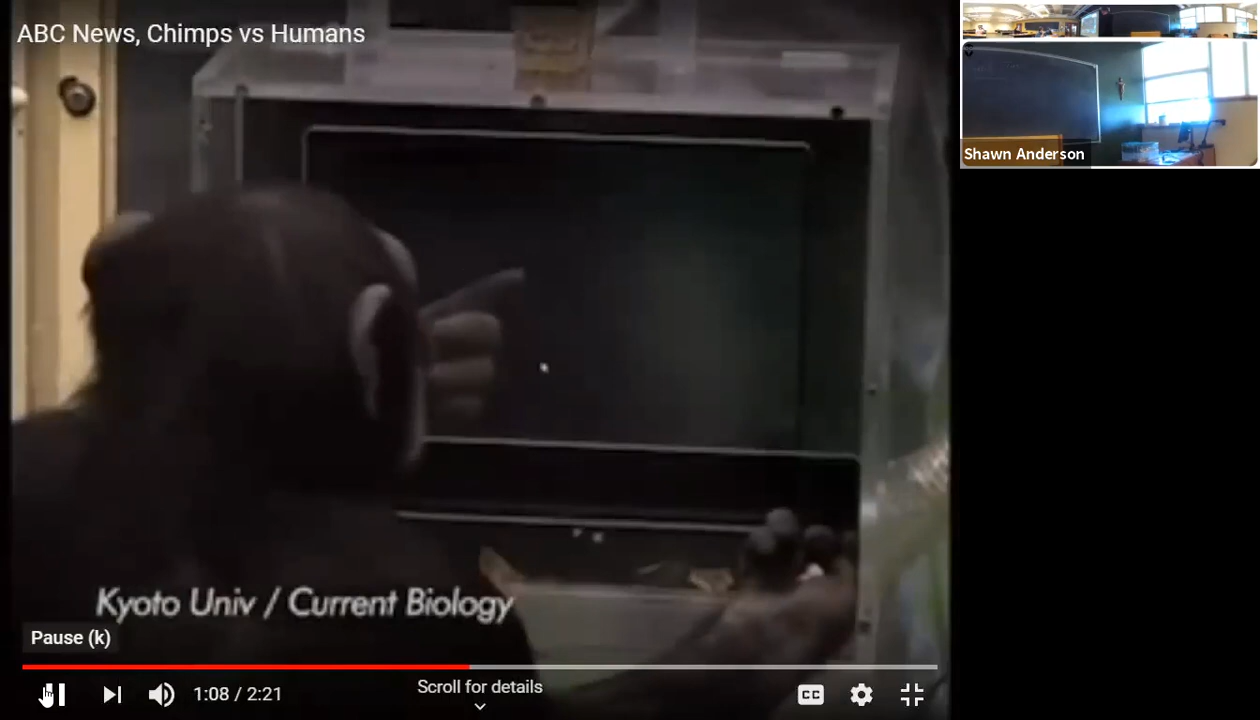 ABC News, Chimps vs Humans
Shawn Anderson
Kyoto Univ / Current Biology
Pause (k)
1:08 / 2:21
Scroll for details
CC